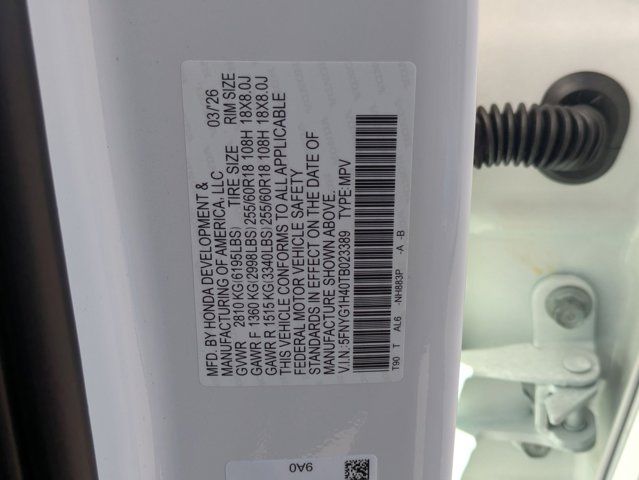 MFD. BY HONDA DEVELOPMENT & 03/'26
MANUFACTURING OF AMERICA, LLC
TIRE SIZE RIM SIZE
GVWR 2810 KG(6195LBS)
GAWR F 1360 KG(2998LBS) 255/60R18 108H 18X8.0J
GAWR R 1515 KG(3340LBS) 255/60R18 108H 18X8.0J
THIS VEHICLE CONFORMS TO ALL APPLICABLE
FEDERAL MOTOR VEHICLE SAFETY
STANDARDS IN EFFECT ON THE DATE OF
MANUFACTURE SHOWN ABOVE.
V.I.N.:5FNYG1H40TB023389 TYPE:MPV
T90 T AL6 -NH883P -A -B
9A0